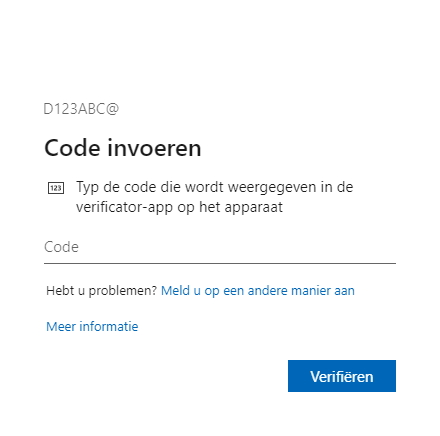 D123ABC@
Code invoeren
123
Typ de code die wordt weergegeven in de
verificator-app op het apparaat
Code
Hebt u problemen? Meld u op een andere manier aan
Meer informatie
Verifiëren